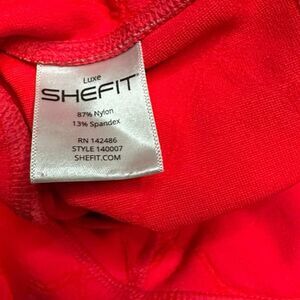 Luxe
SHEFIT
87% Nylon
13% Spandex
RN 142486
STYLE 140007
SHEFIT.COM